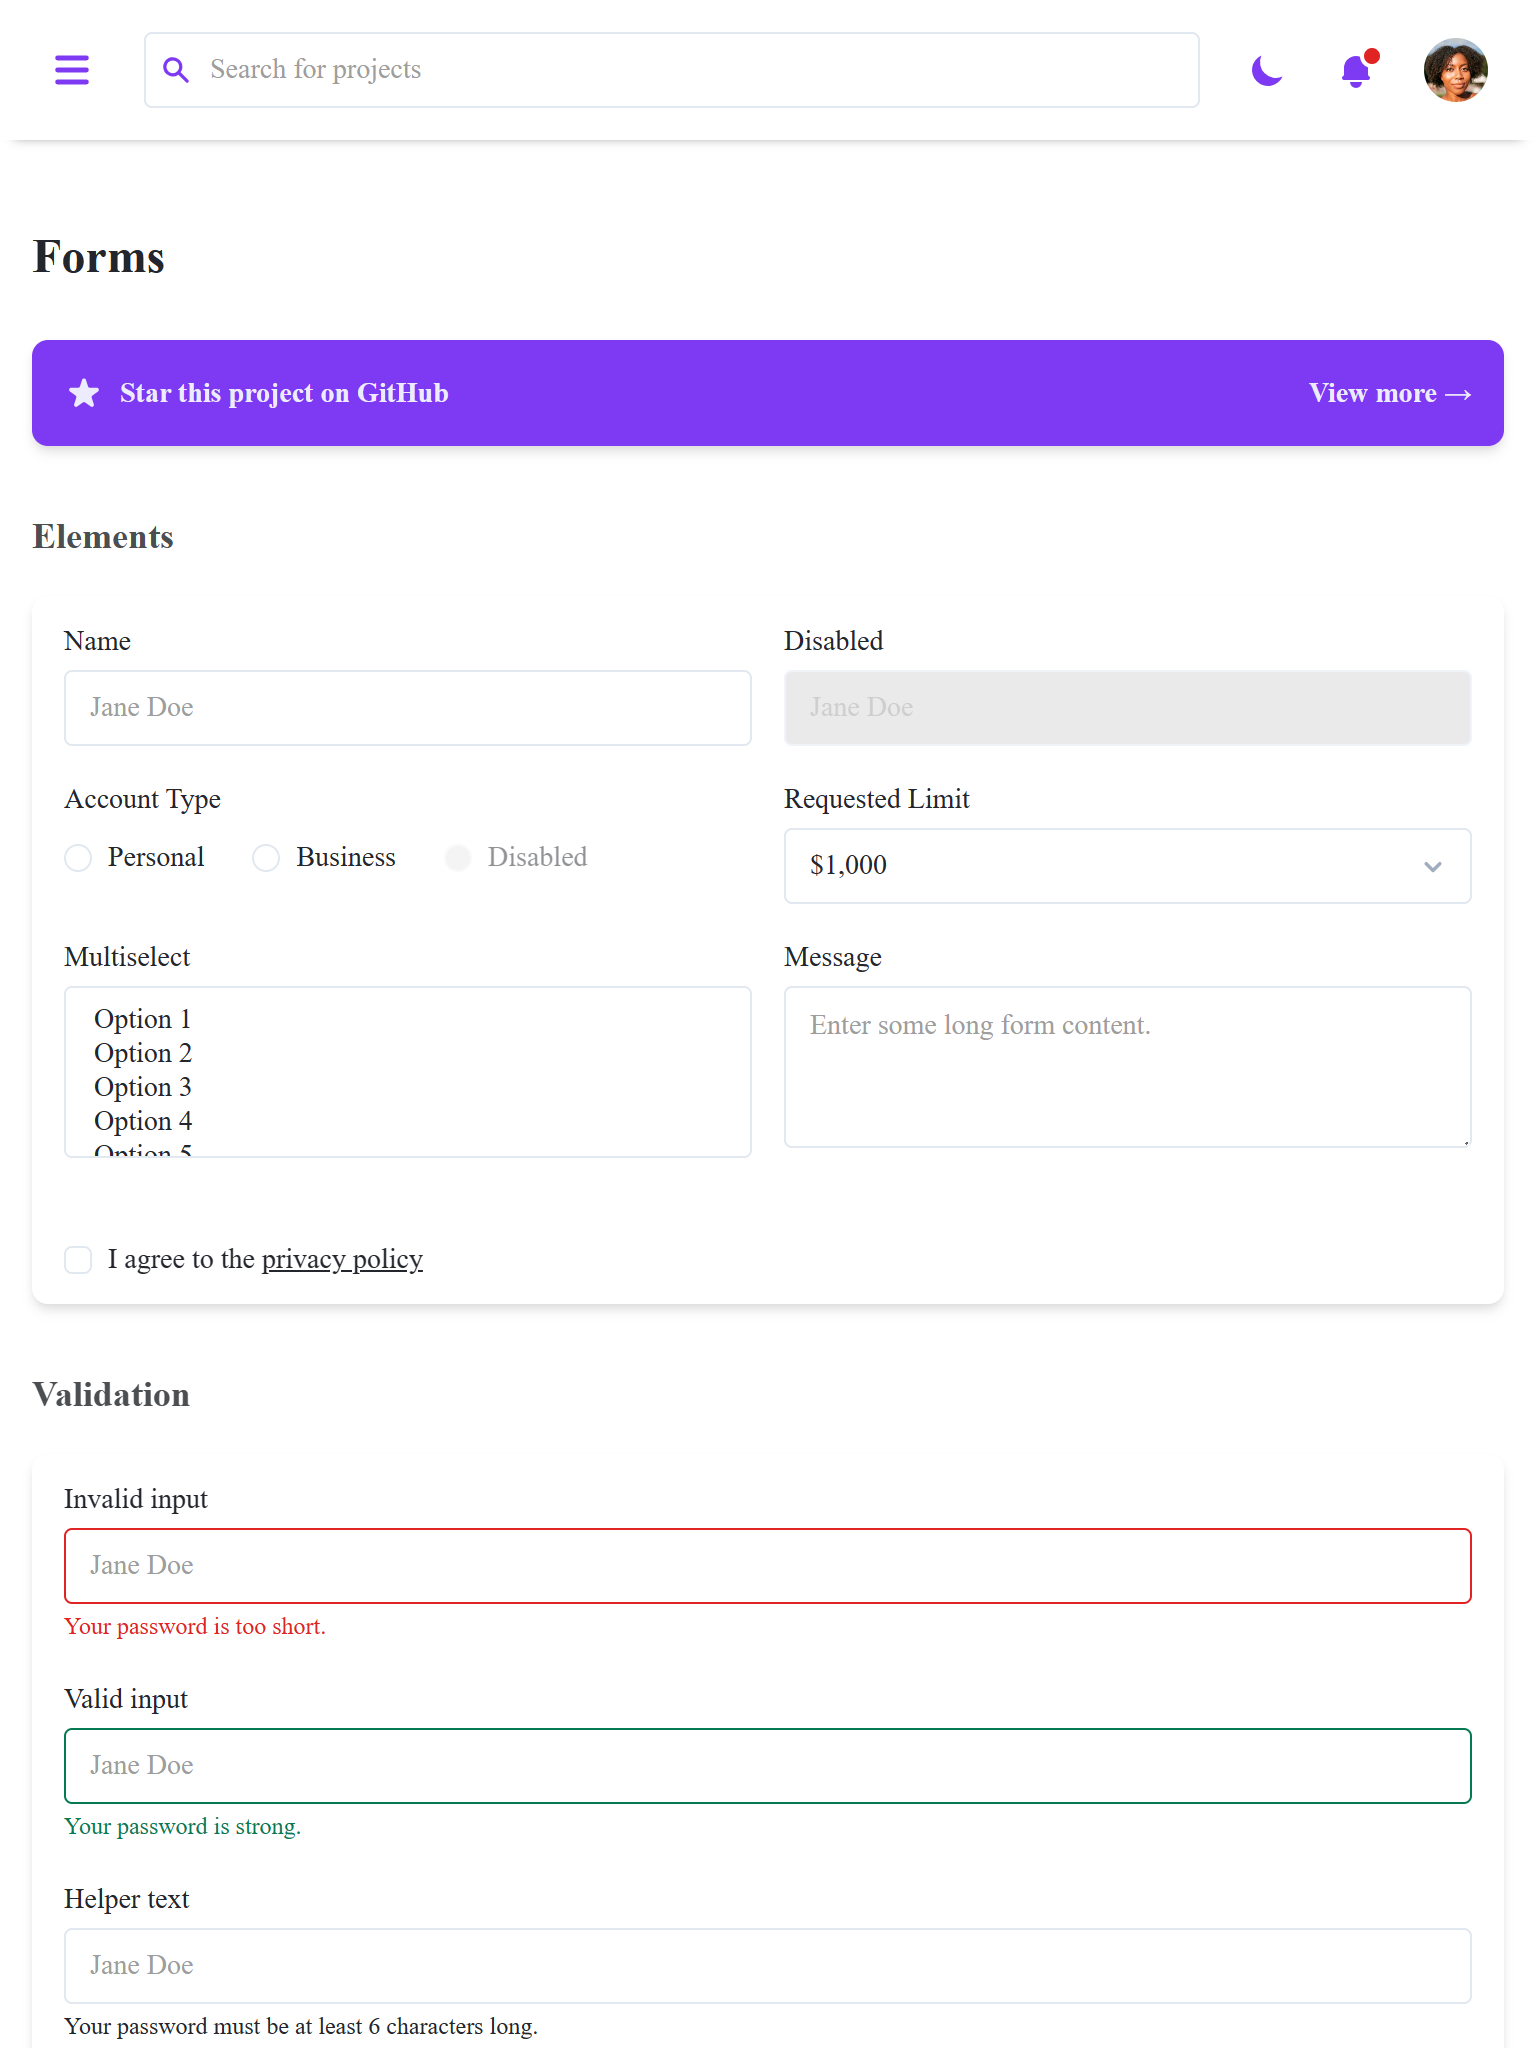 Search for projects
Forms
Star this project on GitHub
View more →
Elements
Name
Disabled
Jane Doe
Jane Doe
Account Type
Requested Limit
Personal
Business
Disabled
$1,000
Multiselect
Message
Option 1
Option 2
Option 3
Option 4
Option 5
Enter some long form content.
I agree to the privacy policy
Validation
Invalid input
Jane Doe
Your password is too short.
Valid input
Jane Doe
Your password is strong.
Helper text
Jane Doe
Your password must be at least 6 characters long.